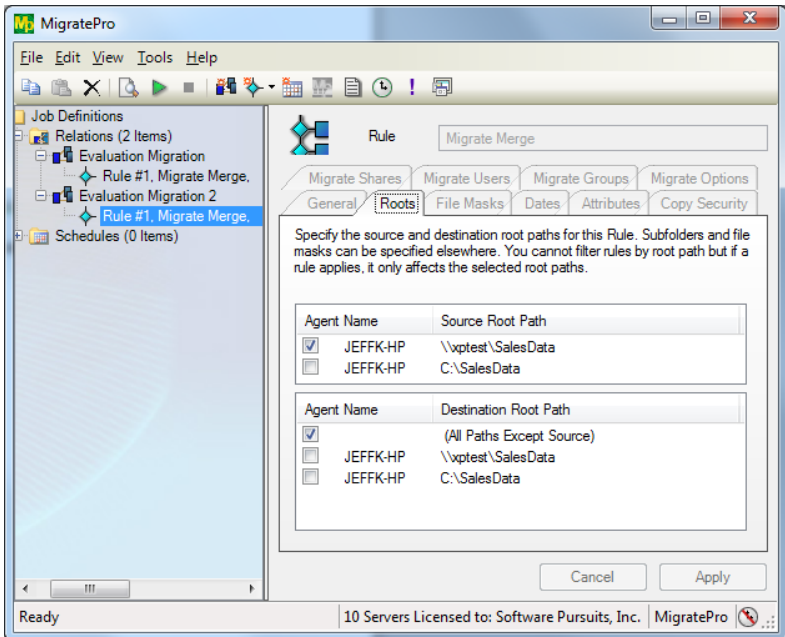 Mp MigratePro
File Edit View Tools Help
Job Definitions
Relations (2 Items)
Evaluation Migration
Rule #1, Migrate Merge,
Evaluation Migration 2
Rule #1, Migrate Merge,
Schedules (0 Items)
Rule Migrate Merge
Migrate Shares Migrate Users Migrate Groups Migrate Options
General Roots File Masks Dates Attributes Copy Security
Specify the source and destination root paths for this Rule. Subfolders and file
masks can be specified elsewhere. You cannot filter rules by root path but if a
rule applies, it only affects the selected root paths.
Agent Name Source Root Path
JEFFK-HP \\xptest\SalesData
JEFFK-HP C:\SalesData
Agent Name Destination Root Path
(All Paths Except Source)
JEFFK-HP \\xptest\SalesData
JEFFK-HP C:\SalesData
Cancel Apply
Ready 10 Servers Licensed to: Software Pursuits, Inc. MigratePro